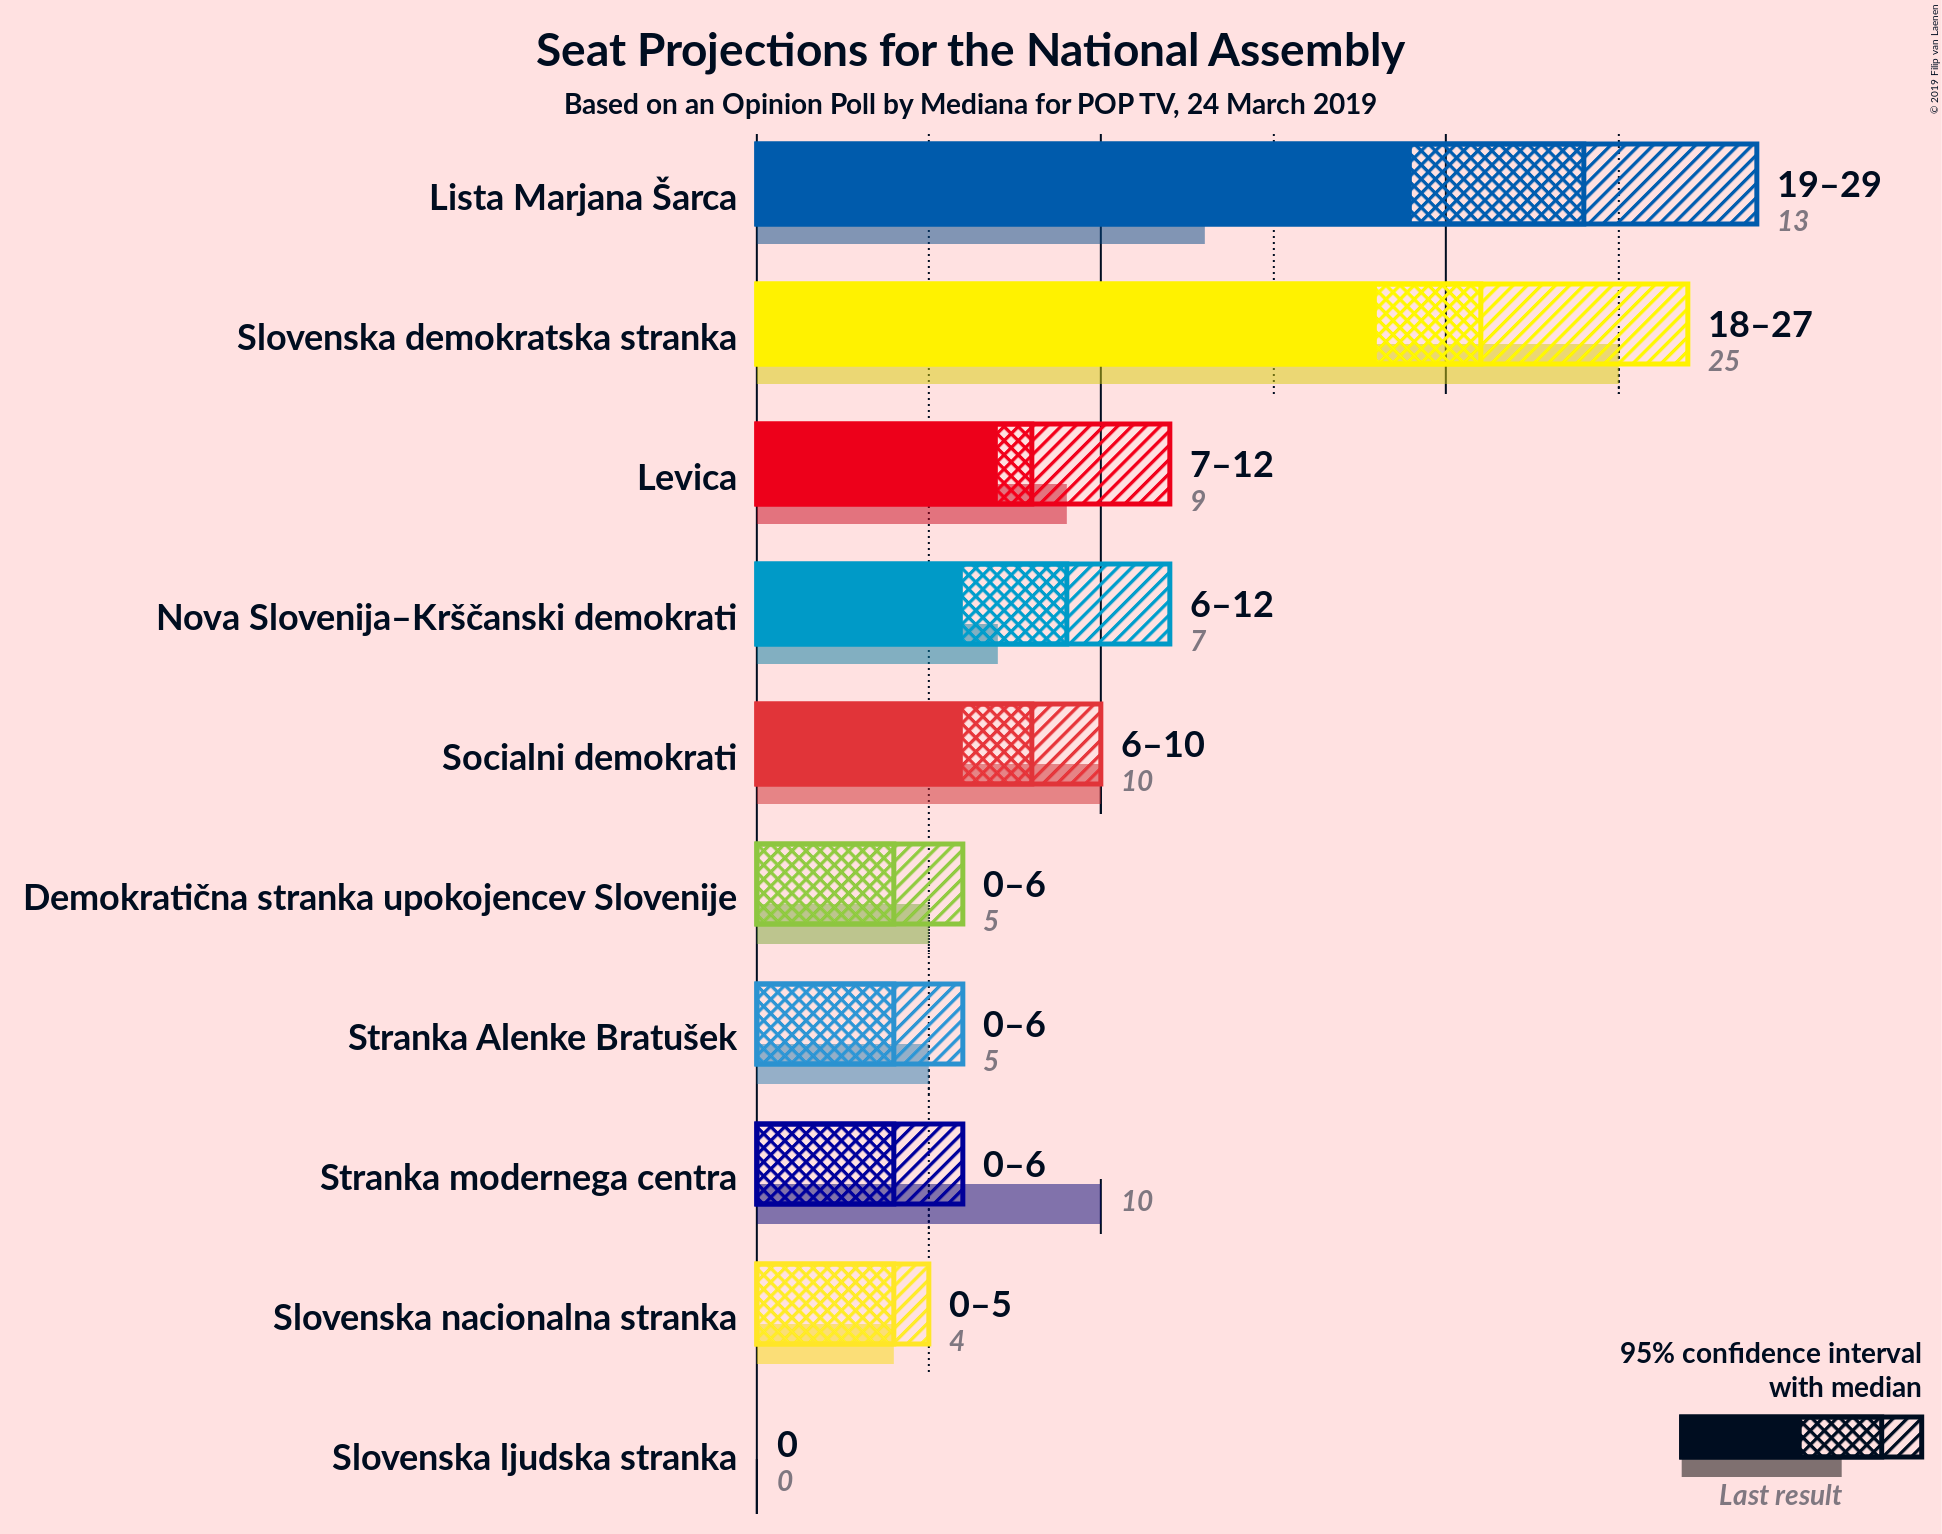 Seat Projections for the National Assembly
Based on an Opinion Poll by Mediana for POP TV, 24 March 2019
© 2019 Filip van Laenen
Lista Marjana Šarca
19–29
13
Slovenska demokratska stranka
18–27
25
Levica
7–12
9
Nova Slovenija–Krščanski demokrati
6–12
7
Socialni demokrati
6–10
10
Demokratična stranka upokojencev Slovenije
0–6
5
Stranka Alenke Bratušek
0–6
5
Stranka modernega centra
0–6
10
Slovenska nacionalna stranka
0–5
4
Slovenska ljudska stranka
0
0
95% confidence interval
with median
Last result